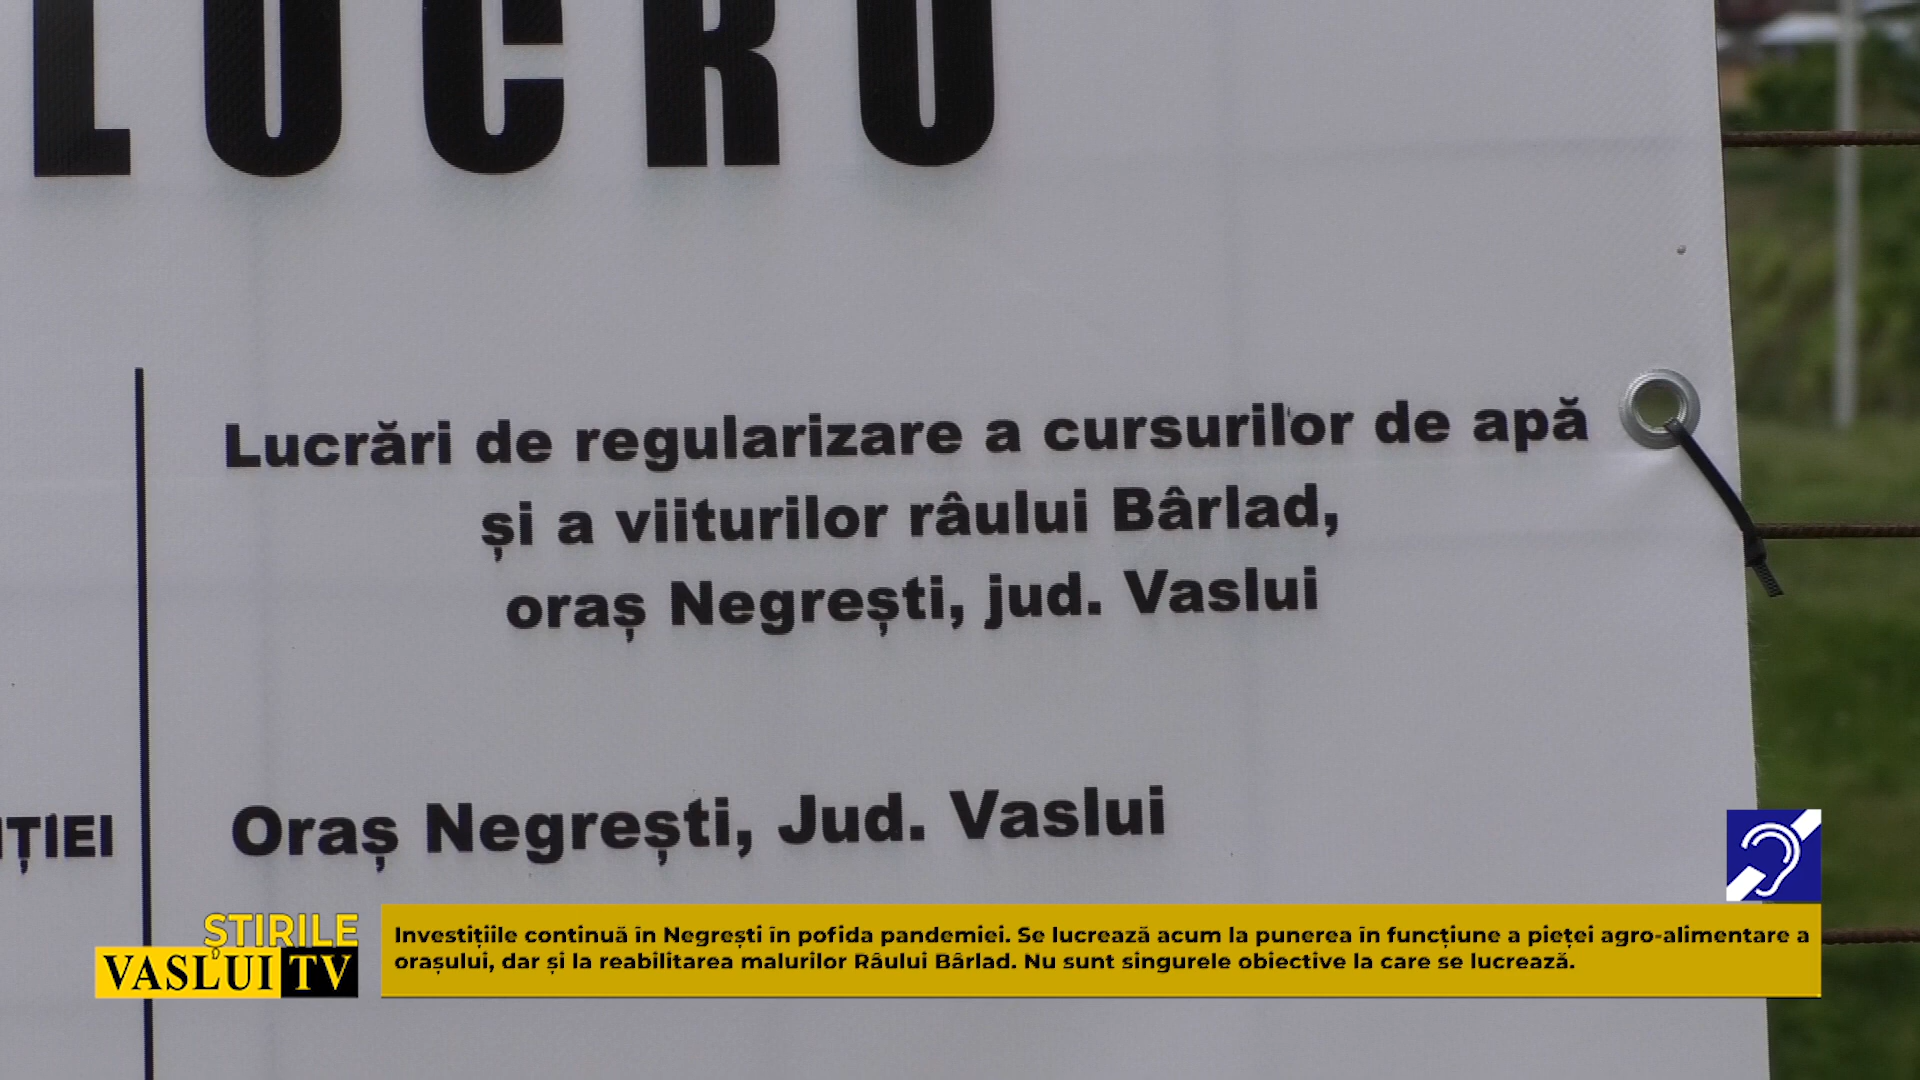 LUCRU
Lucrări de regularizare a cursurilor de apă
și a viiturilor râului Bârlad,
oraș Negrești, jud. Vaslui
ȚIEI
Oraș Negrești, Jud. Vaslui
ȘTIRILE
VASLUI TV
Investițiile continuă în Negrești în pofida pandemiei. Se lucrează acum la punerea în funcțiune a pieței agro-alimentare a
orașului, dar și la reabilitarea malurilor Râului Bârlad. Nu sunt singurele obiective la care se lucrează.